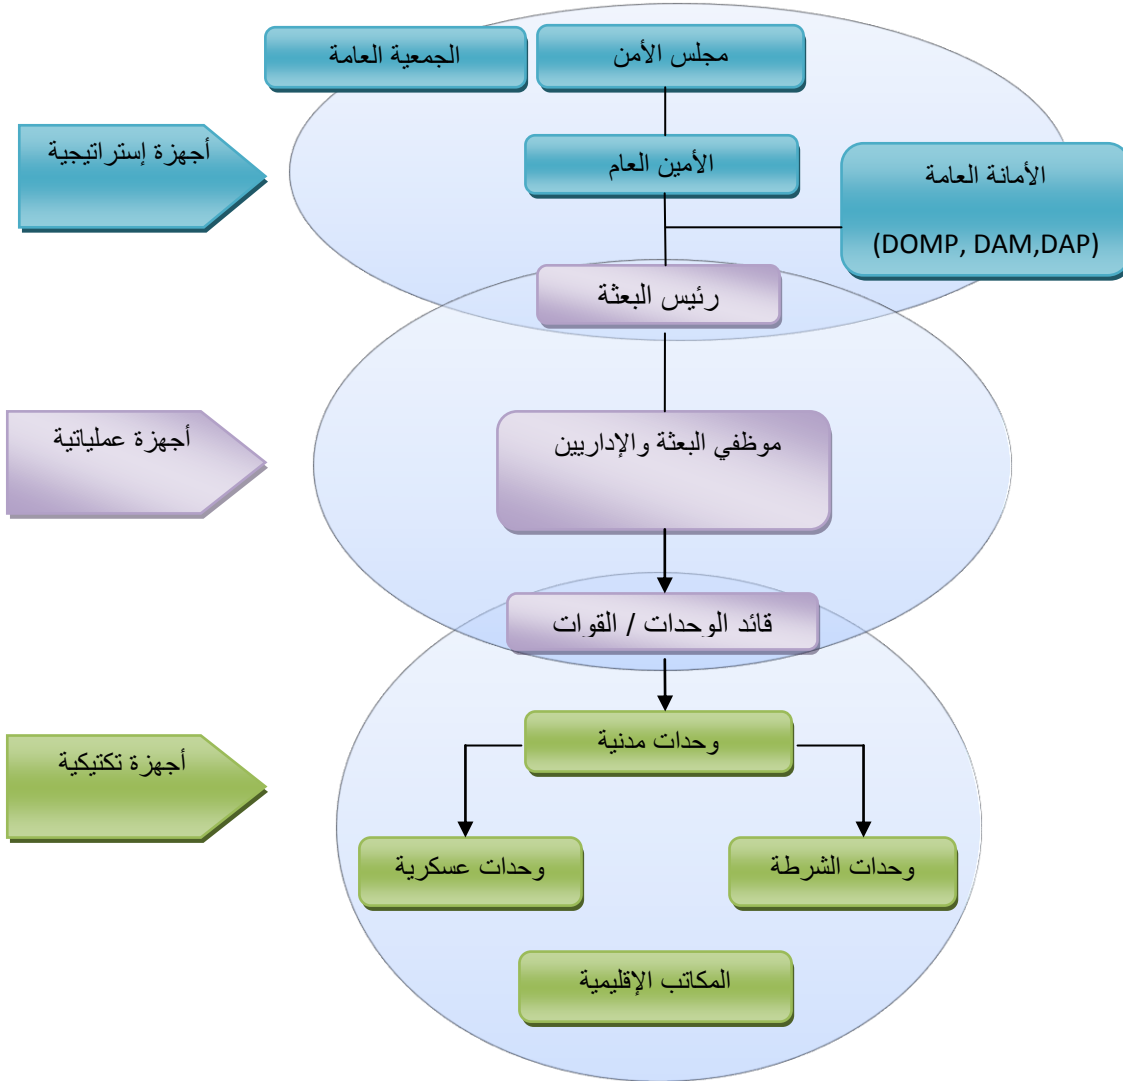 مجلس الأمن
الجمعية العامة
أجهزة إستراتيجية
الأمين العام
الأمانة العامة
(DOMP, DAM,DAP)
رئيس البعثة
أجهزة عملياتية
موظفي البعثة والإداريين
قائد الوحدات / القوات
أجهزة تكتيكية
وحدات مدنية
وحدات الشرطة
وحدات عسكرية
المكاتب الإقليمية